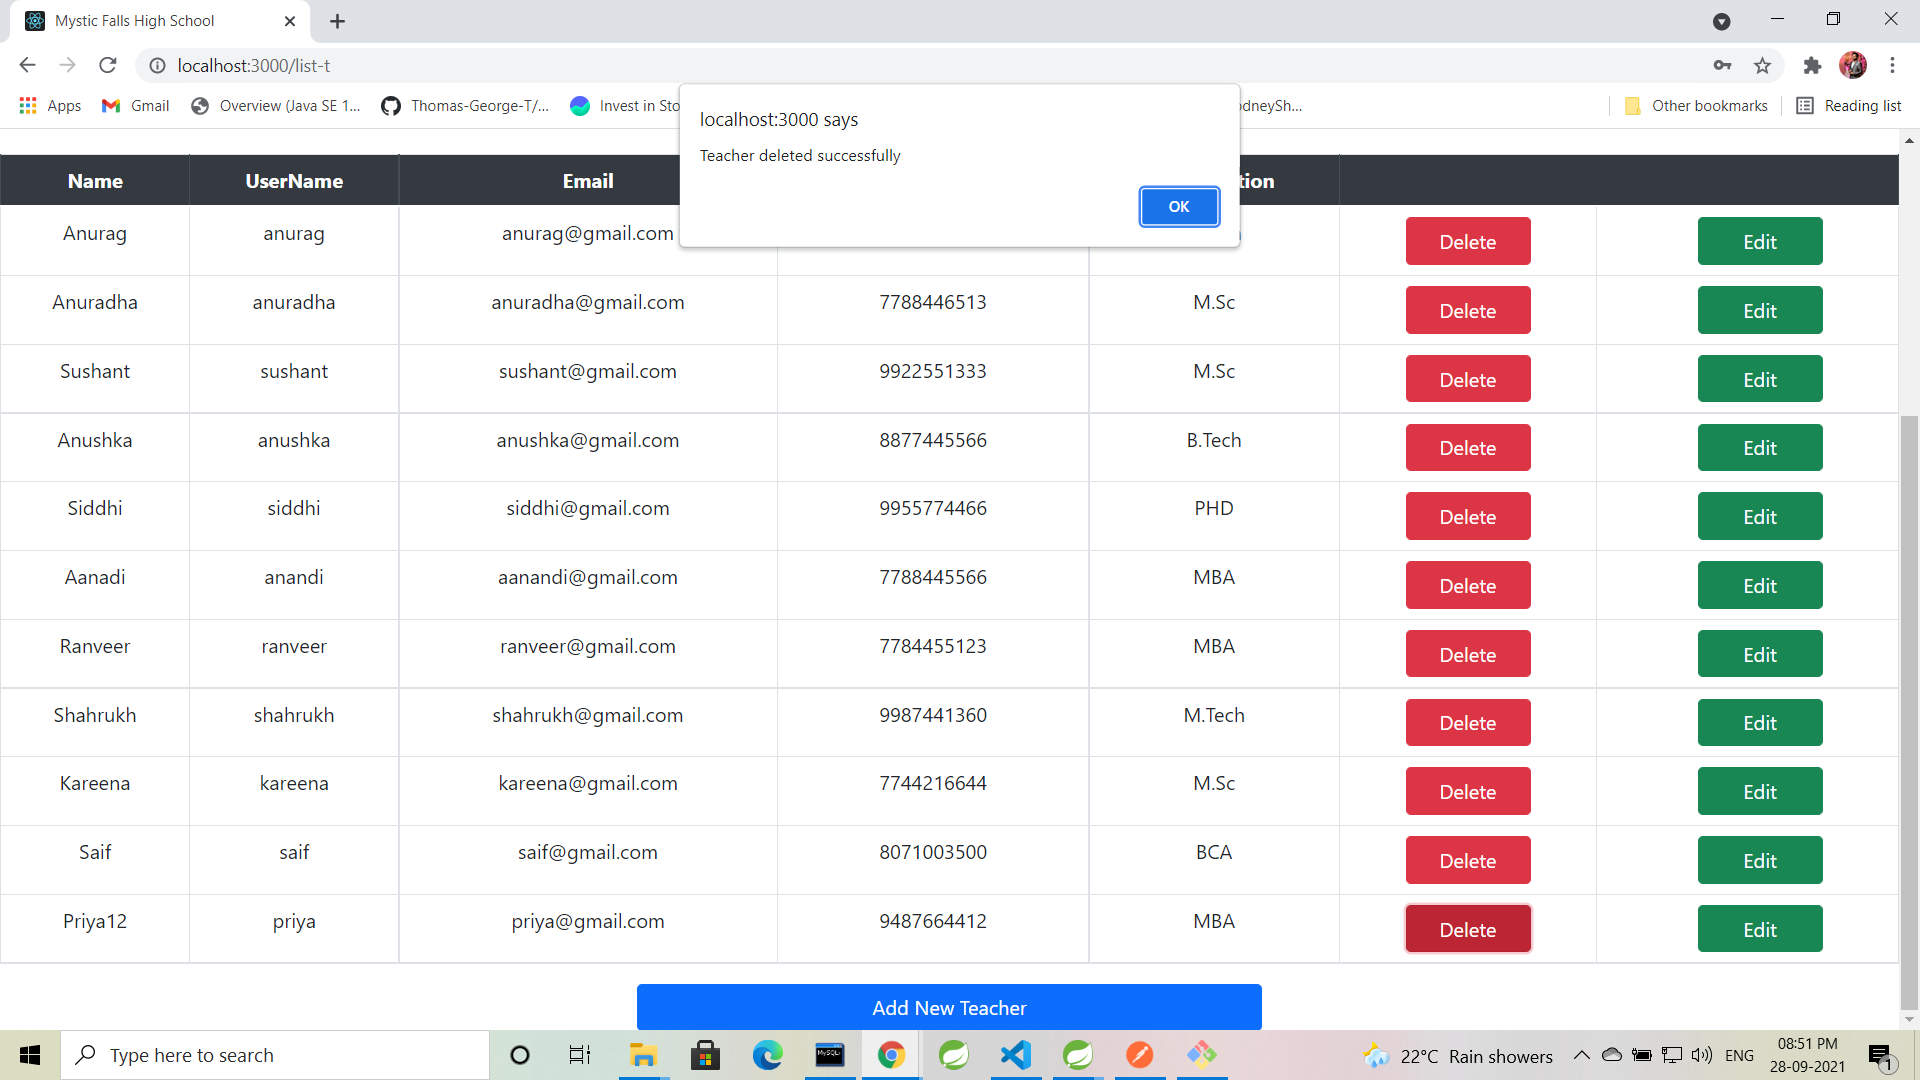 Mystic Falls High School
localhost:3000/list-t
Apps Gmail Overview (Java SE 1... Thomas-George-T/... Invest in Sto odneySh... Other bookmarks Reading list
localhost:3000 says
Teacher deleted successfully
OK
Name UserName Email tion
Anurag anurag anurag@gmail.com Delete Edit
Anuradha anuradha anuradha@gmail.com 7788446513 M.Sc Delete Edit
Sushant sushant sushant@gmail.com 9922551333 M.Sc Delete Edit
Anushka anushka anushka@gmail.com 8877445566 B.Tech Delete Edit
Siddhi siddhi siddhi@gmail.com 9955774466 PHD Delete Edit
Aanadi anandi aanandi@gmail.com 7788445566 MBA Delete Edit
Ranveer ranveer ranveer@gmail.com 7784455123 MBA Delete Edit
Shahrukh shahrukh shahrukh@gmail.com 9987441360 M.Tech Delete Edit
Kareena kareena kareena@gmail.com 7744216644 M.Sc Delete Edit
Saif saif saif@gmail.com 8071003500 BCA Delete Edit
Priya12 priya priya@gmail.com 9487664412 MBA Delete Edit
Add New Teacher
Type here to search MySQL 22°C Rain showers ENG 08:51 PM
28-09-2021 1